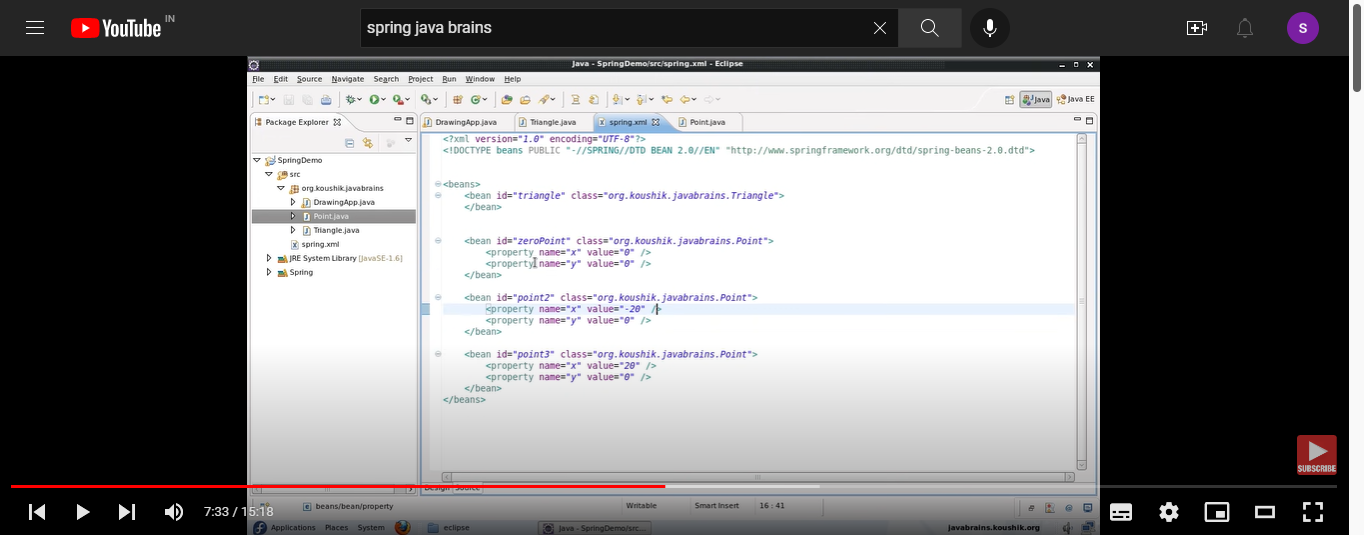 YouTube IN
spring java brains
S
Java - SpringDemo/src/spring.xml - Eclipse
File Edit Source Navigate Search Project Run Window Help
Java Java EE
Package Explorer
DrawingApp.java Triangle.java spring.xml Point.java
SpringDemo
src
org.koushik.javabrains
DrawingApp.java
Point.java
Triangle.java
spring.xml
JRE System Library [JavaSE-1.6]
Spring
<?xml version="1.0" encoding="UTF-8"?>
<!DOCTYPE beans PUBLIC "-//SPRING//DTD BEAN 2.0//EN" "http://www.springframework.org/dtd/spring-beans-2.0.dtd">
<beans>
<bean id="triangle" class="org.koushik.javabrains.Triangle">
</bean>
<bean id="zeroPoint" class="org.koushik.javabrains.Point">
<property name="x" value="0" />
<property name="y" value="0" />
</bean>
<bean id="point2" class="org.koushik.javabrains.Point">
<property name="x" value="-20" />
<property name="y" value="0" />
</bean>
<bean id="point3" class="org.koushik.javabrains.Point">
<property name="x" value="20" />
<property name="y" value="0" />
</bean>
</beans>
SUBSCRIBE
Design Source
beans/bean/property Writable Smart Insert 16 : 41
7:33 / 15:18
Applications Places System eclipse Java - SpringDemo/src... javabrains.koushik.org